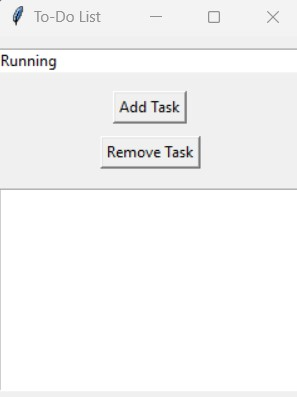 To-Do List
Running
Add Task
Remove Task